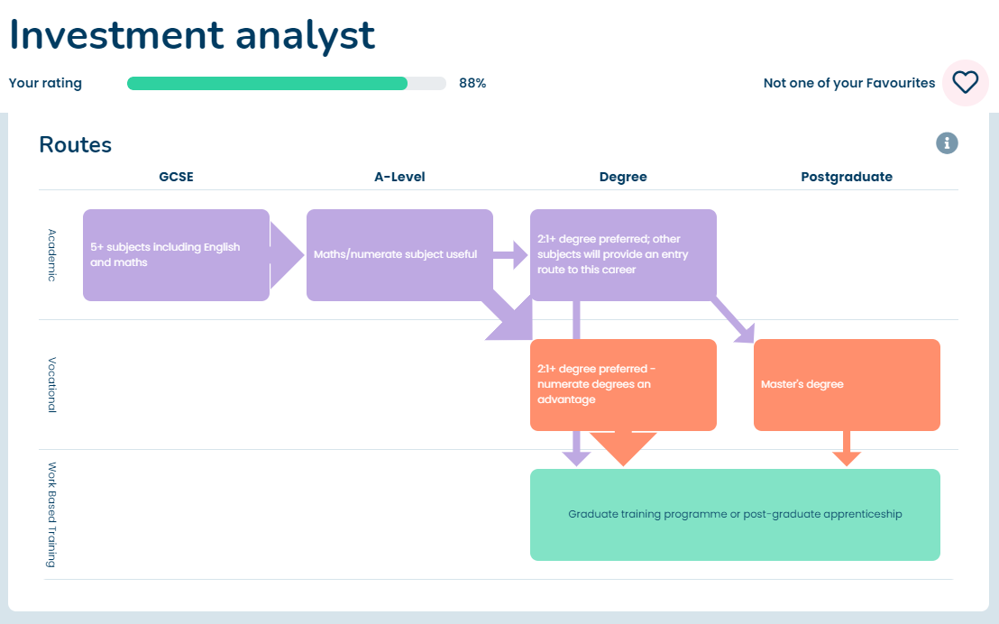 Investment analyst
Your rating
88%
Not one of your Favourites
Routes
GCSE
A-Level
Degree
Postgraduate
Academic
5+ subjects including English
and maths
Maths/numerate subject useful
2:1+ degree preferred; other
subjects will provide an entry
route to this career
Vocational
2:1+ degree preferred -
numerate degrees an
advantage
Master's degree
Work Based Training
Graduate training programme or post-graduate apprenticeship